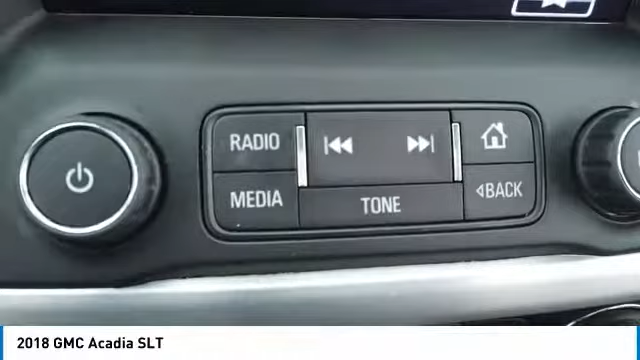 RADIO
MEDIA
TONE
◁BACK
2018 GMC Acadia SLT